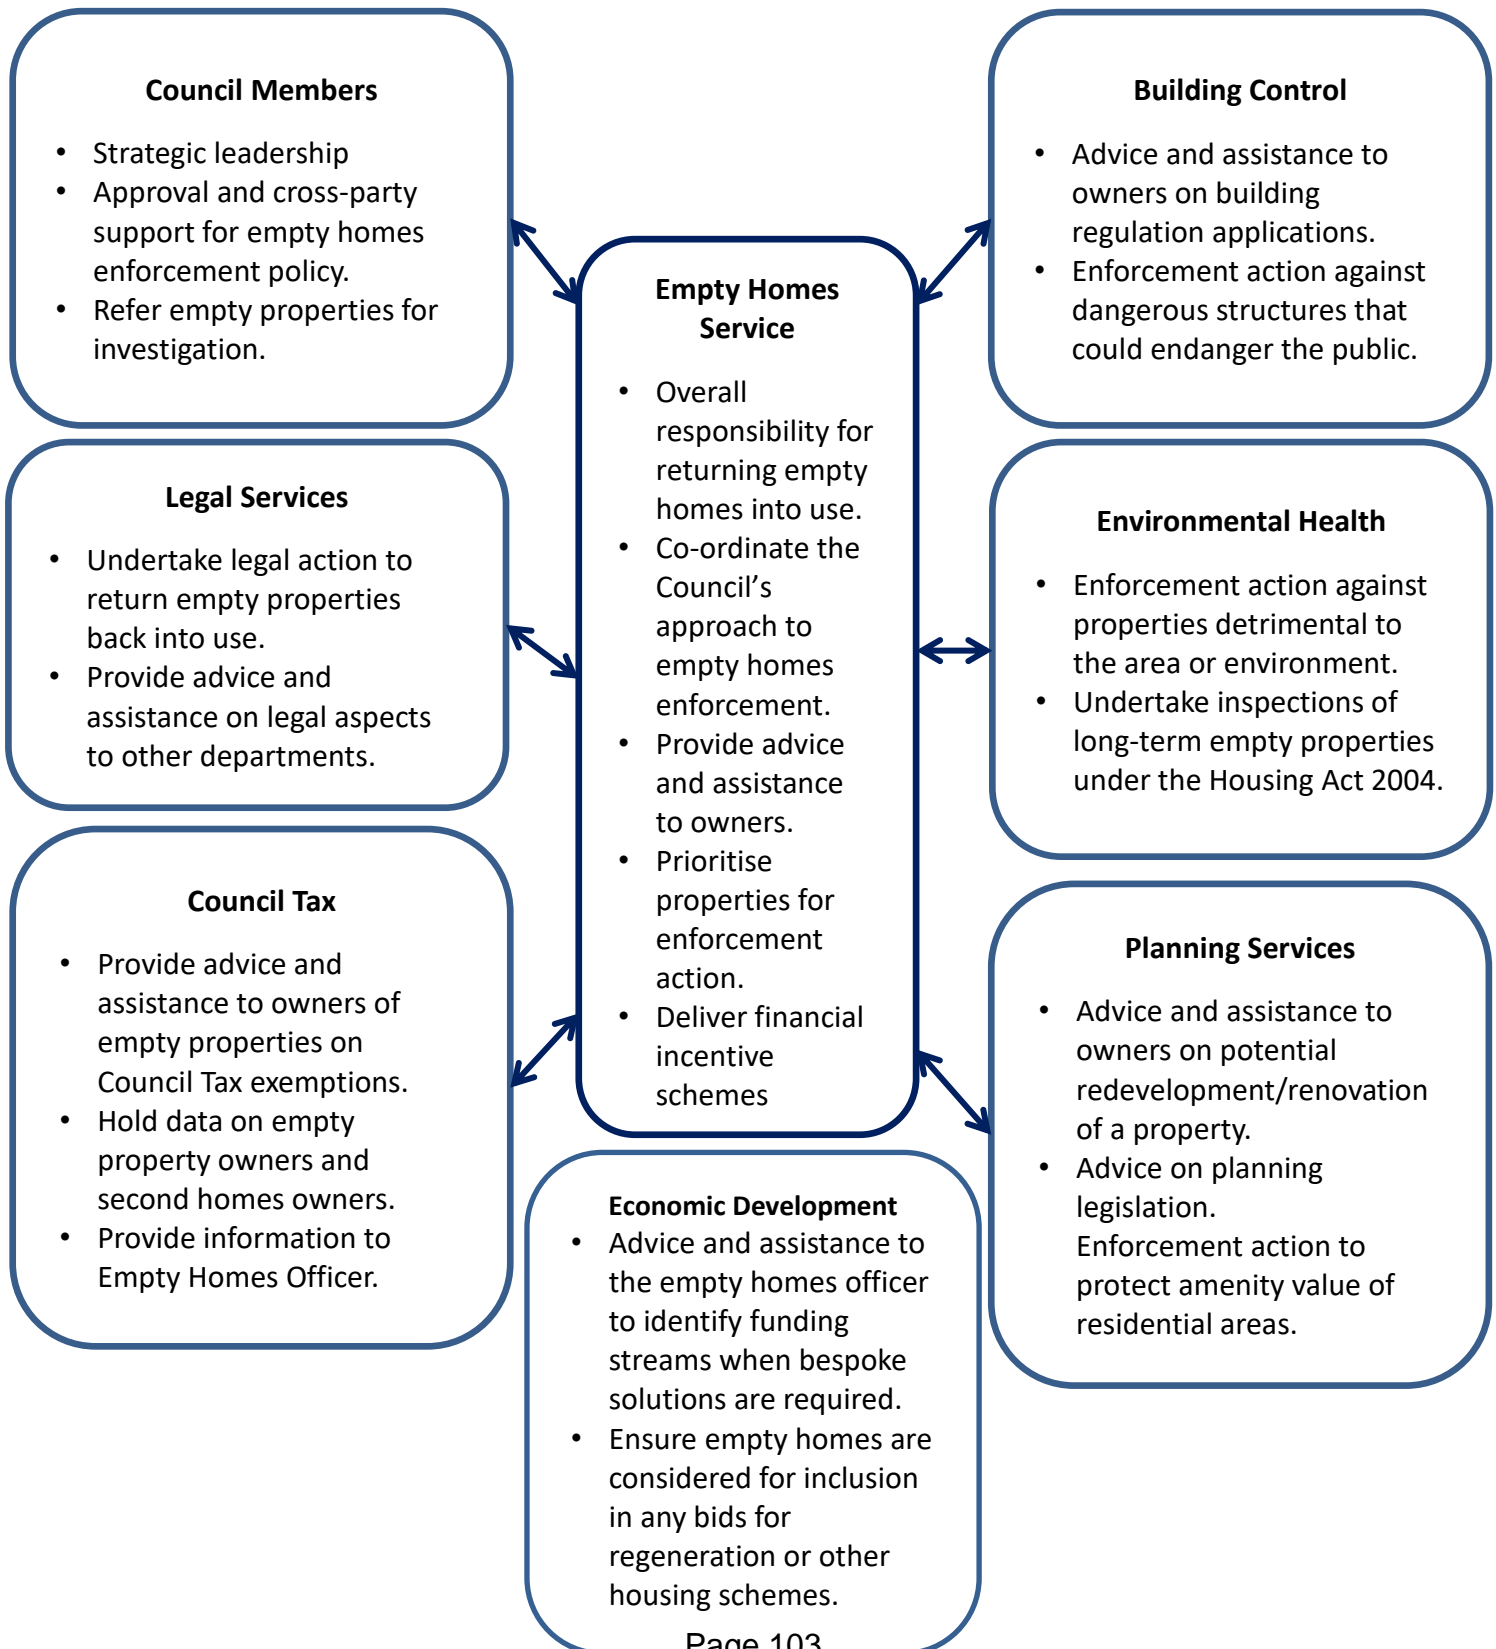 Council Members
• Strategic leadership
• Approval and cross-party
support for empty homes
enforcement policy.
• Refer empty properties for
investigation.
Legal Services
• Undertake legal action to
return empty properties
back into use.
• Provide advice and
assistance on legal aspects
to other departments.
Council Tax
• Provide advice and
assistance to owners of
empty properties on
Council Tax exemptions.
• Hold data on empty
property owners and
second homes owners.
• Provide information to
Empty Homes Officer.
Empty Homes
Service
• Overall
responsibility for
returning empty
homes into use.
• Co-ordinate the
Council’s
approach to
empty homes
enforcement.
• Provide advice
and assistance
to owners.
• Prioritise
properties for
enforcement
action.
• Deliver financial
incentive
schemes
Economic Development
• Advice and assistance to
the empty homes officer
to identify funding
streams when bespoke
solutions are required.
• Ensure empty homes are
considered for inclusion
in any bids for
regeneration or other
housing schemes.
Building Control
• Advice and assistance to
owners on building
regulation applications.
• Enforcement action against
dangerous structures that
could endanger the public.
Environmental Health
• Enforcement action against
properties detrimental to
the area or environment.
• Undertake inspections of
long-term empty properties
under the Housing Act 2004.
Planning Services
• Advice and assistance to
owners on potential
redevelopment/renovation
of a property.
• Advice on planning
legislation.
Enforcement action to
protect amenity value of
residential areas.
Page 103